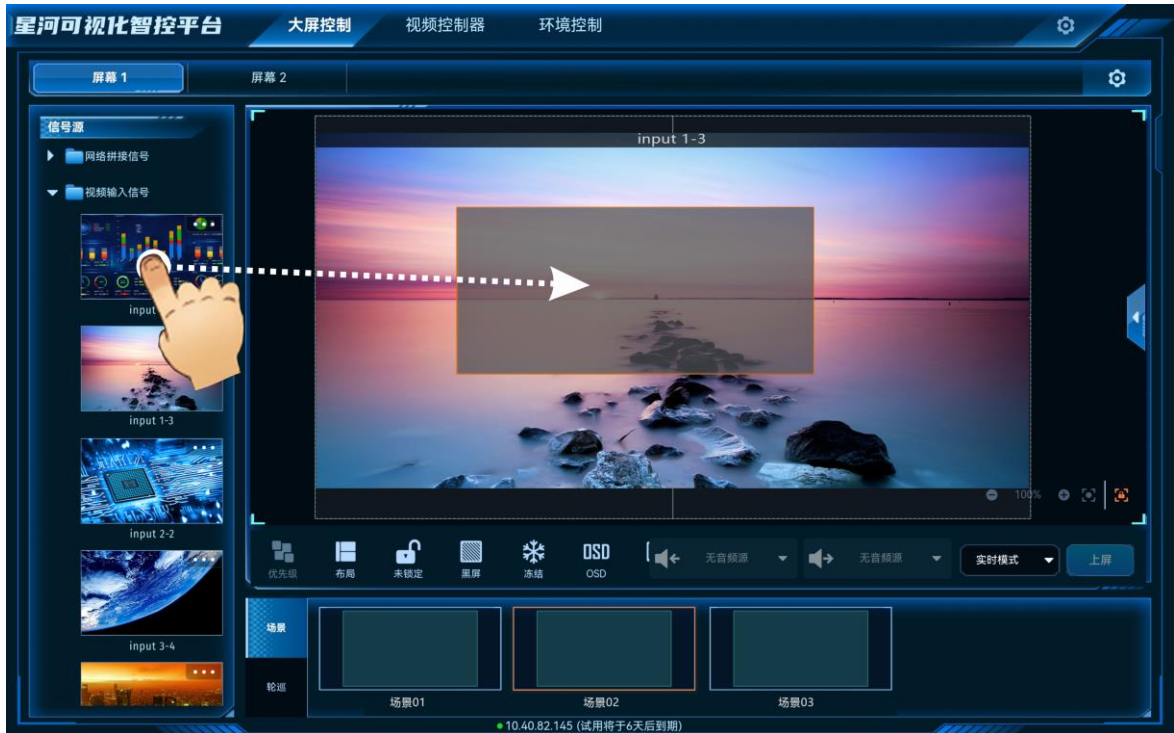 星河可视化智控平台
大屏控制
视频控制器
环境控制
屏幕 1
屏幕 2
信号源
网络拼接信号
视频输入信号
input
input 1-3
input 2-2
input 3-4
input 1-3
100%
优先级
布局
未锁定
黑屏
冻结
OSD
OSD
无音频源
无音频源
实时模式
上屏
场景
轮巡
场景01
场景02
场景03
10.40.82.145 (试用将于6天后到期)